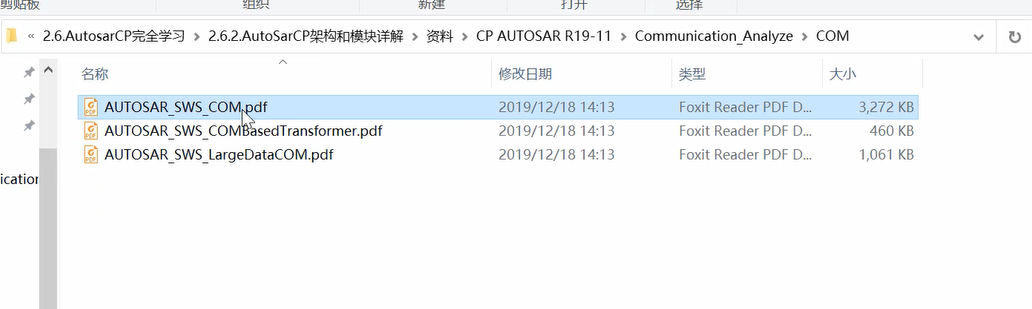 剪贴板 组织 新建 打开 选择
« 2.6.AutosarCP完全学习 > 2.6.2.AutoSarCP架构和模块详解 > 资料 > CP AUTOSAR R19-11 > Communication_Analyze > COM
名称 修改日期 类型 大小
AUTOSAR_SWS_COM.pdf 2019/12/18 14:13 Foxit Reader PDF D... 3,272 KB
AUTOSAR_SWS_COMBasedTransformer.pdf 2019/12/18 14:13 Foxit Reader PDF D... 460 KB
AUTOSAR_SWS_LargeDataCOM.pdf 2019/12/18 14:13 Foxit Reader PDF D... 1,061 KB
ication